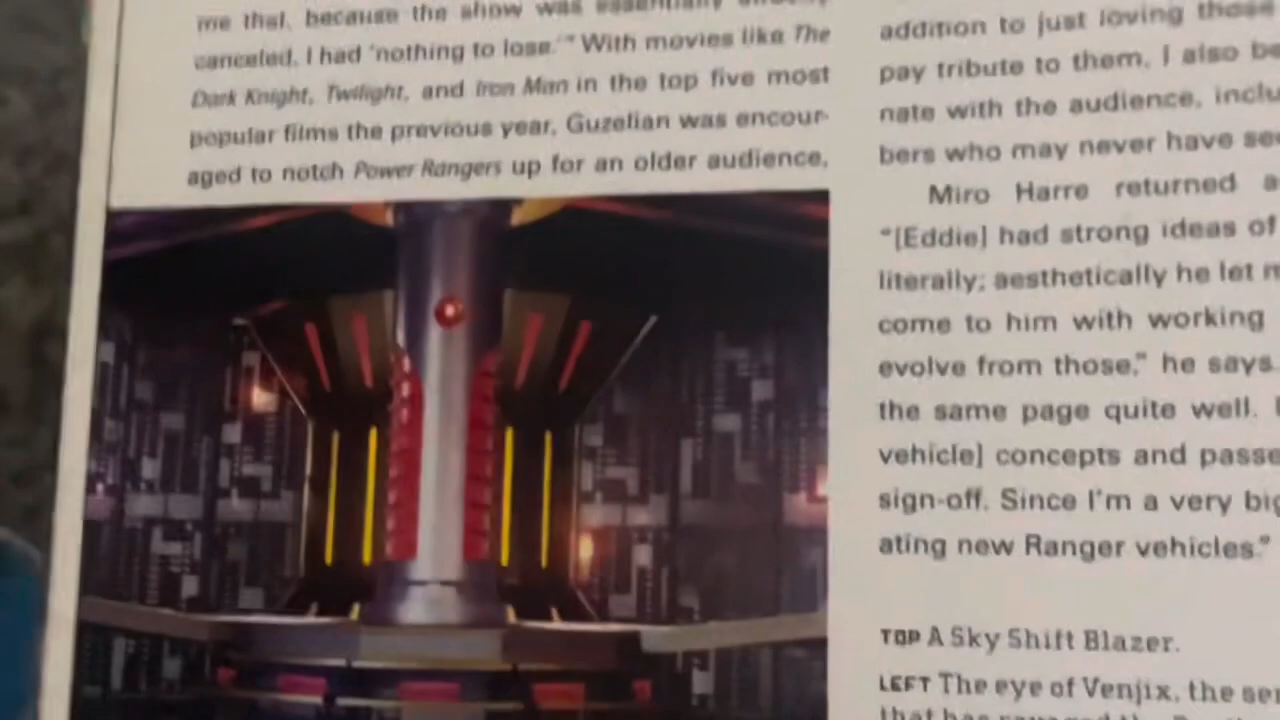 me that, because the show was essentially already
canceled, I had 'nothing to lose.'" With movies like The
Dark Knight, Twilight, and Iron Man in the top five most
popular films the previous year, Guzelian was encour-
aged to notch Power Rangers up for an older audience,
addition to just loving those
pay tribute to them, I also be
nate with the audience, inclu
bers who may never have se
Miro Harre returned a
"[Eddie] had strong ideas of
literally; aesthetically he let m
come to him with working
evolve from those," he says
the same page quite well.
vehicle] concepts and passe
sign-off. Since I'm a very big
ating new Ranger vehicles."
TOP A Sky Shift Blazer.
LEFT The eye of Venjix, the ser
that has ravaged